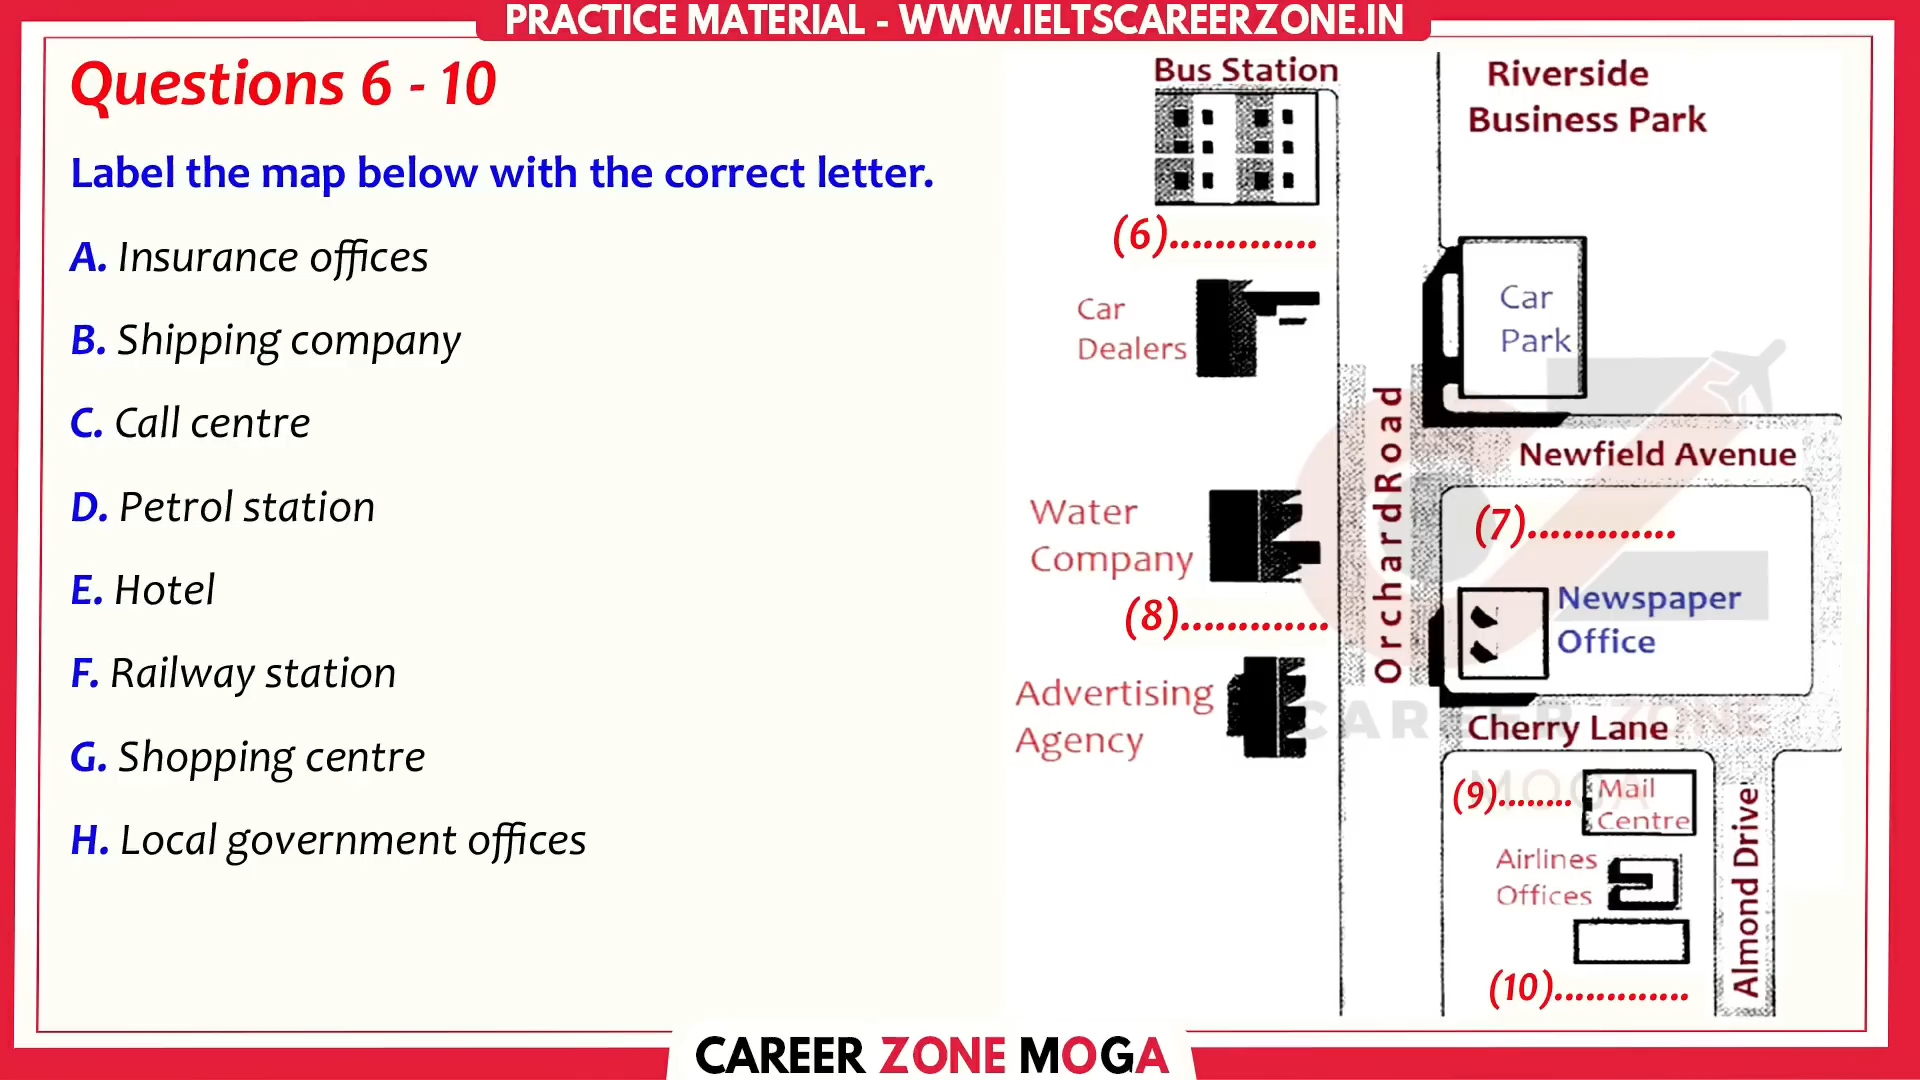 PRACTICE MATERIAL - WWW.IELTSCAREERZONE.IN
Questions 6 - 10
Label the map below with the correct letter.
A. Insurance offices
B. Shipping company
C. Call centre
D. Petrol station
E. Hotel
F. Railway station
G. Shopping centre
H. Local government offices
Bus Station
Riverside
Business Park
(6).............
Car
Dealers
Car
Park
Orchard Road
Newfield Avenue
Water
Company
(7).............
(8).............
Newspaper
Office
Advertising
Agency
CAREER ZONE
MOGA
Cherry Lane
(9)........
Mail
Centre
Airlines
Offices
Almond Drive
(10)............
CAREER ZONE MOGA